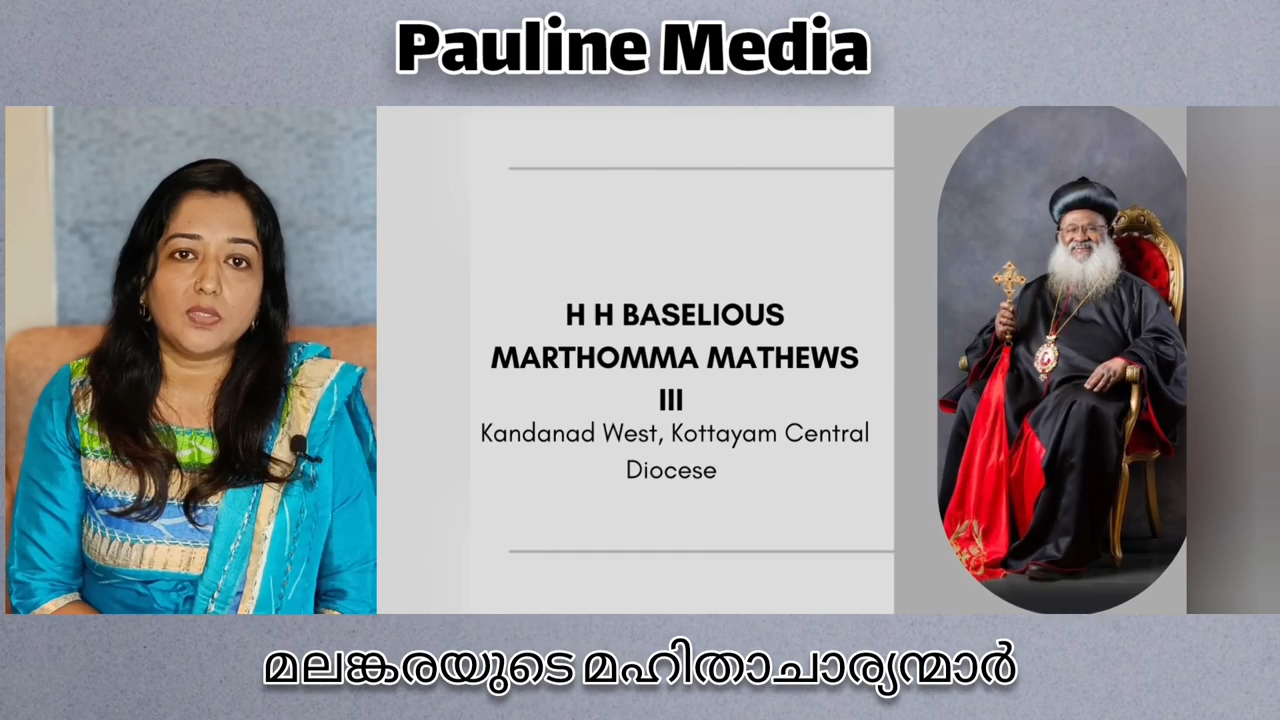 Pauline Media
H H BASELIOUS
MARTHOMMA MATHEWS
III
Kandanad West, Kottayam Central
Diocese
മലങ്കരയുടെ മഹിതാചാര്യന്മാർ